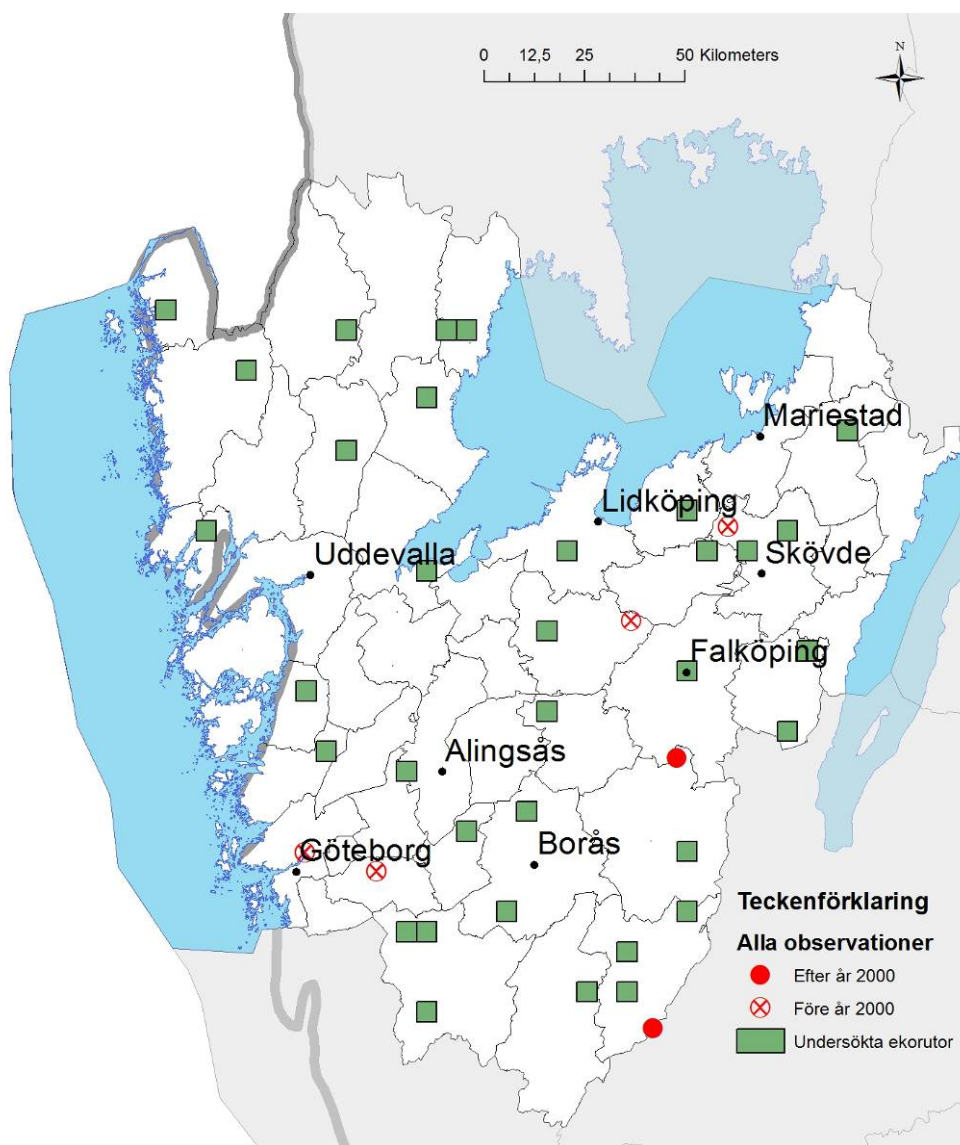 0 12,5 25 50 Kilometers
N
Mariestad
Lidköping
Skövde
Uddevalla
Falköping
Alingsås
Göteborg
Borås
Teckenförklaring
Alla observationer
Efter år 2000
Före år 2000
Undersökta ekorutor